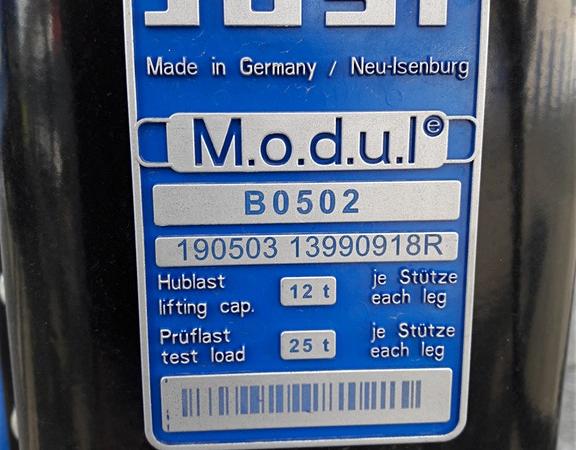 JOST
Made in Germany / Neu-Isenburg
M.o.d.u.l e
B0502
190503 13990918R
Hublast 12 t je Stütze
lifting cap. each leg
Prüflast 25 t je Stütze
test load each leg